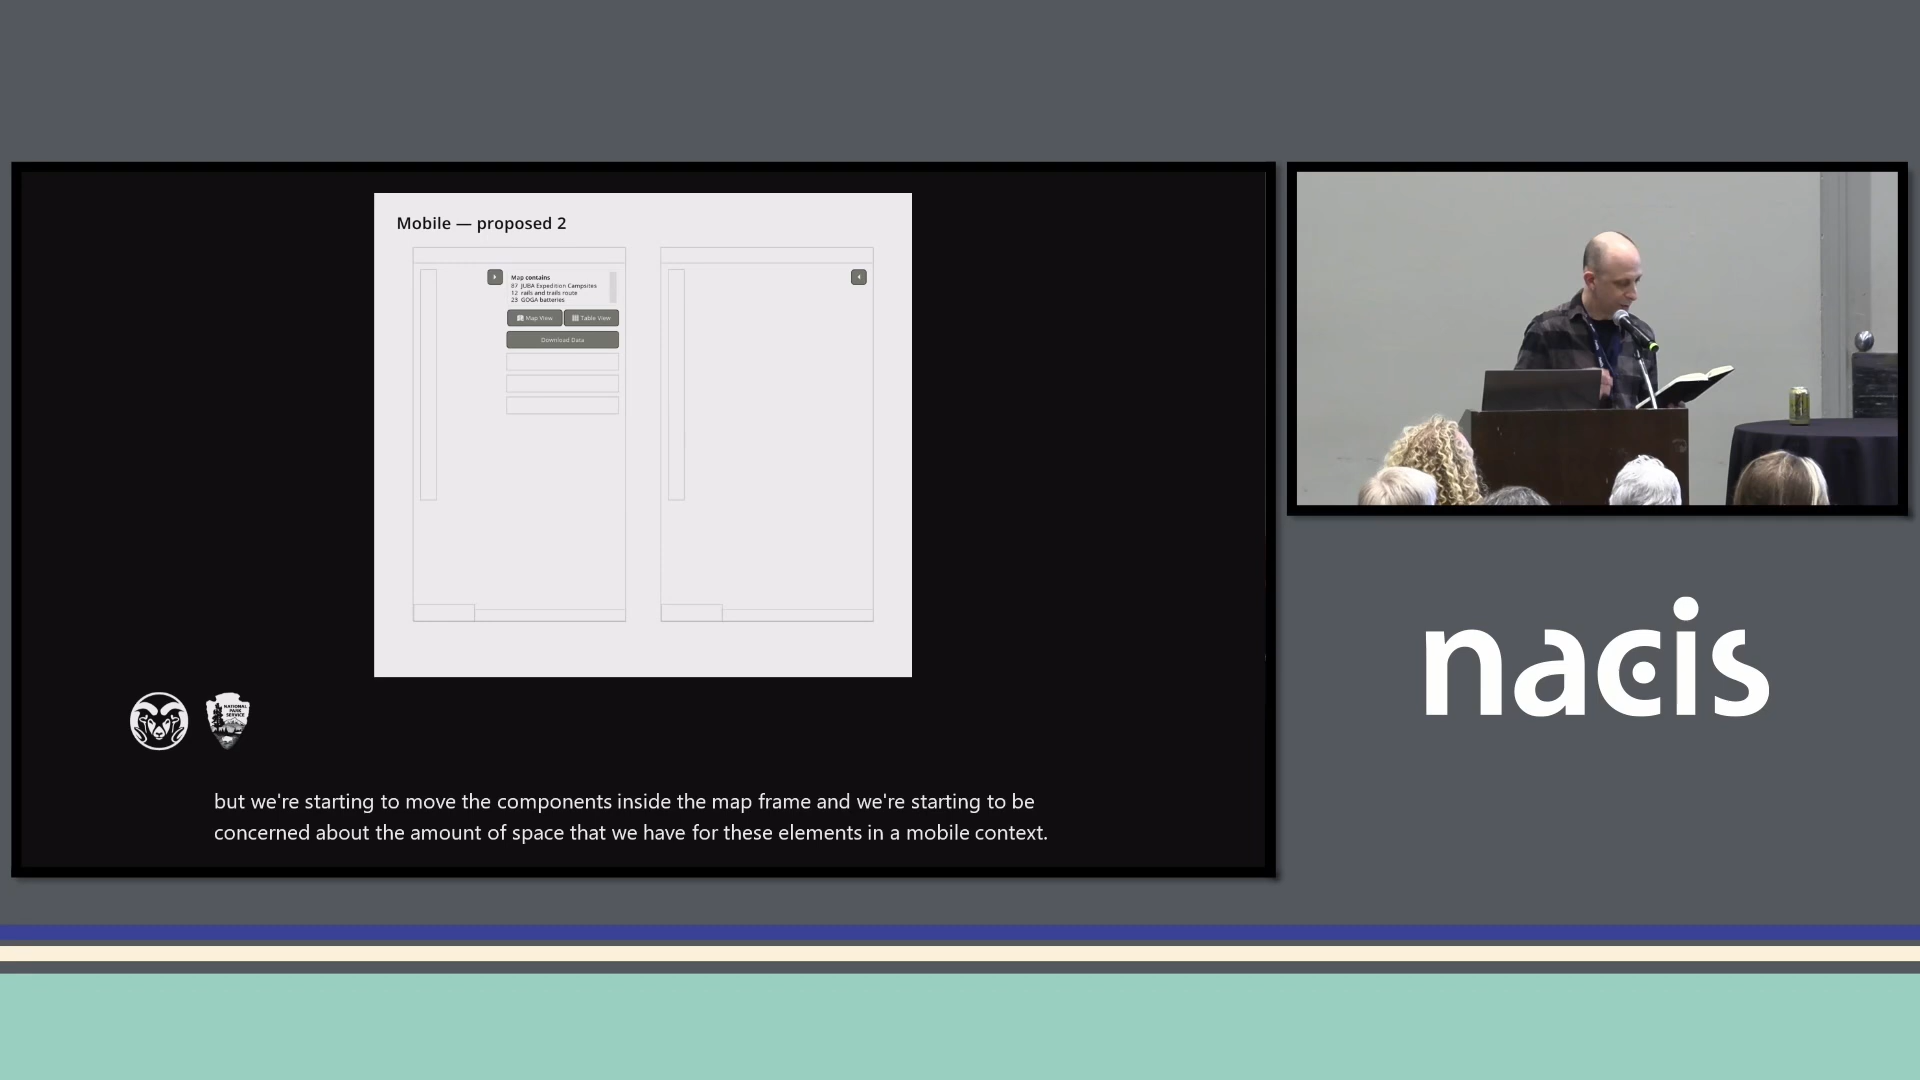 Mobile — proposed 2
Map contains
87 JUBA Expedition Campsites
12 rails and trails route
23 GOGA batteries
Map View
Table View
Download Data
NATIONAL
PARK
SERVICE
but we're starting to move the components inside the map frame and we're starting to be
concerned about the amount of space that we have for these elements in a mobile context.
nacis